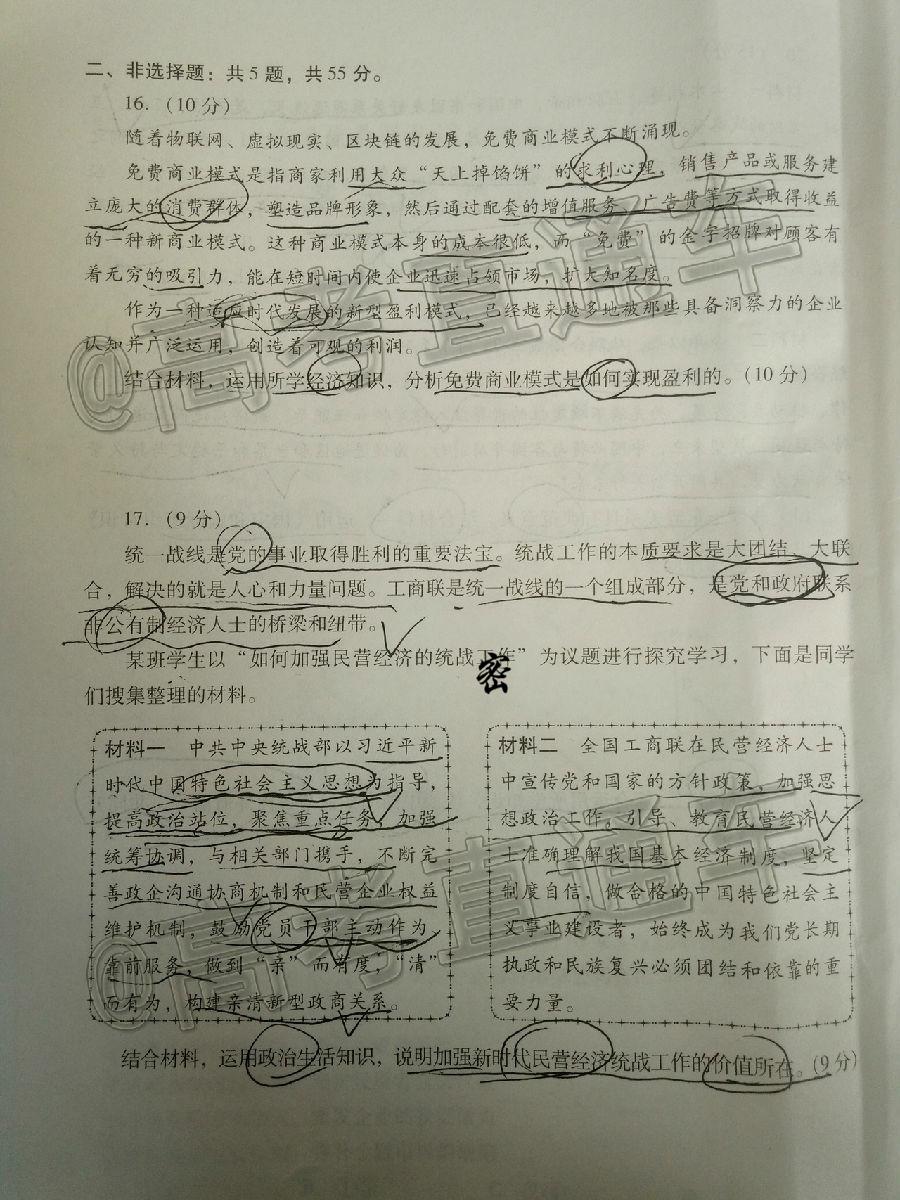 二、非选择题：共5题，共55分。
16.（10分）
随着物联网、虚拟现实、区块链的发展，免费商业模式不断涌现。
免费商业模式是指商家利用大众“天上掉馅饼”的求利心理，销售产品或服务建
立庞大的消费群体，塑造品牌形象，然后通过配套的增值服务、广告费等方式取得收益
的一种新商业模式。这种商业模式本身的成本很低，而“免费”的金字招牌对顾客有
着无穷的吸引力，能在短时间内使企业迅速占领市场，扩大知名度。
作为一种适应时代发展的新型盈利模式，已经越来越多地被那些具备洞察力的企业
认知并广泛运用，创造着可观的利润。
结合材料，运用所学经济知识，分析免费商业模式是如何实现盈利的。（10分）
17.（9分）
统一战线是党的事业取得胜利的重要法宝。统战工作的本质要求是大团结、大联
合，解决的就是人心和力量问题。工商联是统一战线的一个组成部分，是党和政府联系
非公有制经济人士的桥梁和纽带。
某班学生以“如何加强民营经济的统战工作”为议题进行探究学习，下面是同学
们搜集整理的材料。
密
材料一 中共中央统战部以习近平新
时代中国特色社会主义思想为指导，
提高政治站位，聚焦重点任务，加强
统筹协调，与相关部门携手，不断完
善政企沟通协商机制和民营企业权益
维护机制，鼓励党员干部主动作为
靠前服务，做到“亲”而有度，“清”
而有为，构建亲清新型政商关系。
材料二 全国工商联在民营经济人士
中宣传党和国家的方针政策，加强思
想政治工作，引导、教育民营经济人
士准确理解我国基本经济制度，坚定
制度自信，做合格的中国特色社会主
义事业建设者，始终成为我们党长期
执政和民族复兴必须团结和依靠的重
要力量。
结合材料，运用政治生活知识，说明加强新时代民营经济统战工作的价值所在。（9分）
@高考直通车
@高考直通车